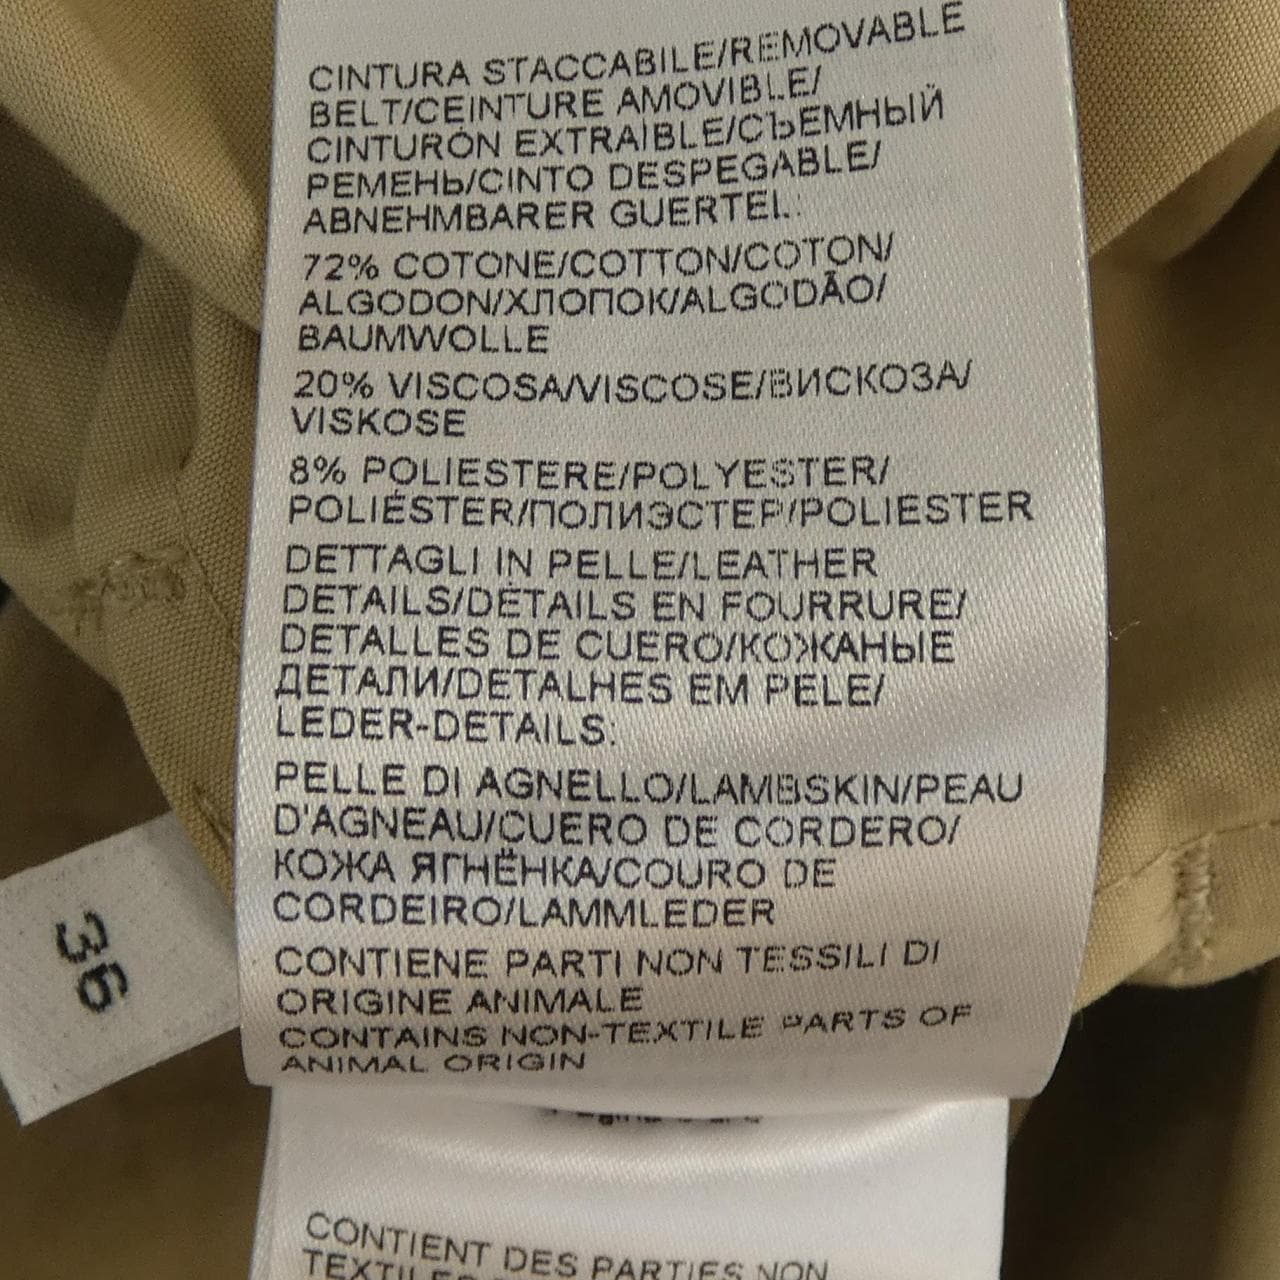 CINTURA STACCABILE/REMOVABLE
BELT/CEINTURE AMOVIBLE/
CINTURÓN EXTRAÍBLE/СЪЕМНЫЙ
РЕМЕНЬ/CINTO DESPEGABLE/
ABNEHMBARER GUERTEL:
72% COTONE/COTTON/COTON/
ALGODON/ХЛОПОК/ALGODÃO/
BAUMWOLLE
20% VISCOSA/VISCOSE/ВИСКОЗА/
VISKOSE
8% POLIESTERE/POLYESTER/
POLIÉSTER/ПОЛИЭСТЕР/POLIESTER
DETTAGLI IN PELLE/LEATHER
DETAILS/DÉTAILS EN FOURRURE/
DETALLES DE CUERO/КОЖАНЫЕ
ДЕТАЛИ/DETALHES EM PELE/
LEDER-DETAILS:
PELLE DI AGNELLO/LAMBSKIN/PEAU
D'AGNEAU/CUERO DE CORDERO/
КОЖА ЯГНЁНКА/COURO DE
CORDEIRO/LAMMLEDER
CONTIENE PARTI NON TESSILI DI
ORIGINE ANIMALE
CONTAINS NON-TEXTILE PARTS OF
ANIMAL ORIGIN
36
CONTIENT DES PARTIES NON